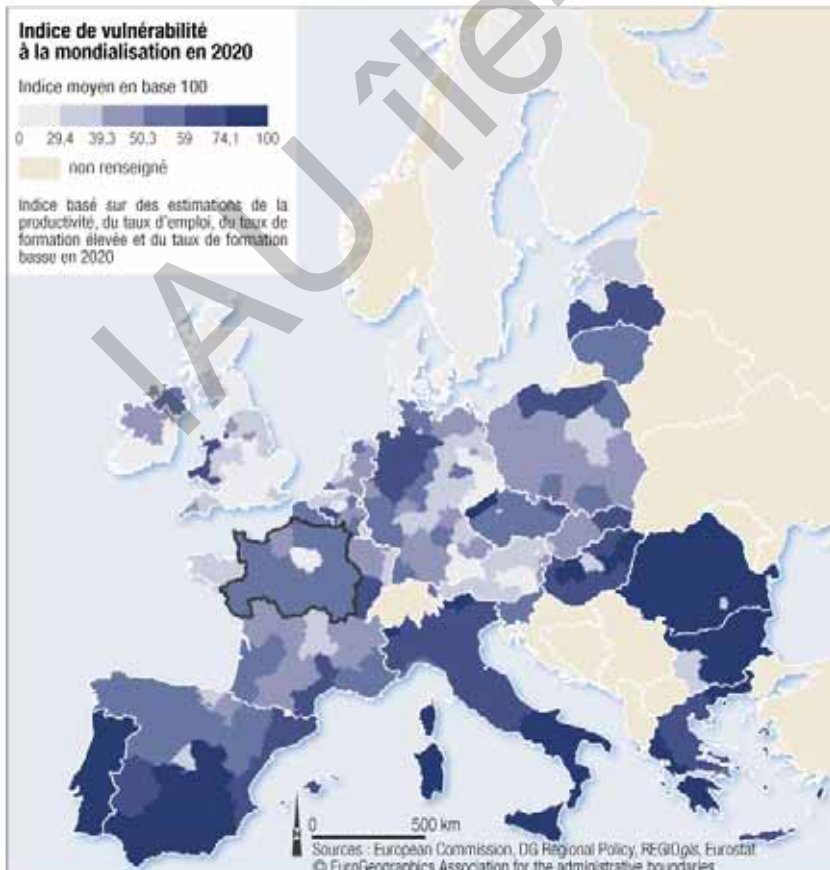 Indice de vulnérabilité
à la mondialisation en 2020
Indice moyen en base 100
0 29,4 39,3 50,3 59 74,1 100
non renseigné
Indice basé sur des estimations de la
productivité, du taux d'emploi, du taux de
formation élevée et du taux de formation
basse en 2020
IAU île
N
0 500 km
Sources : European Commission, DG Regional Policy, REGIOgis, Eurostat
© EuroGeographics Association for the administrative boundaries